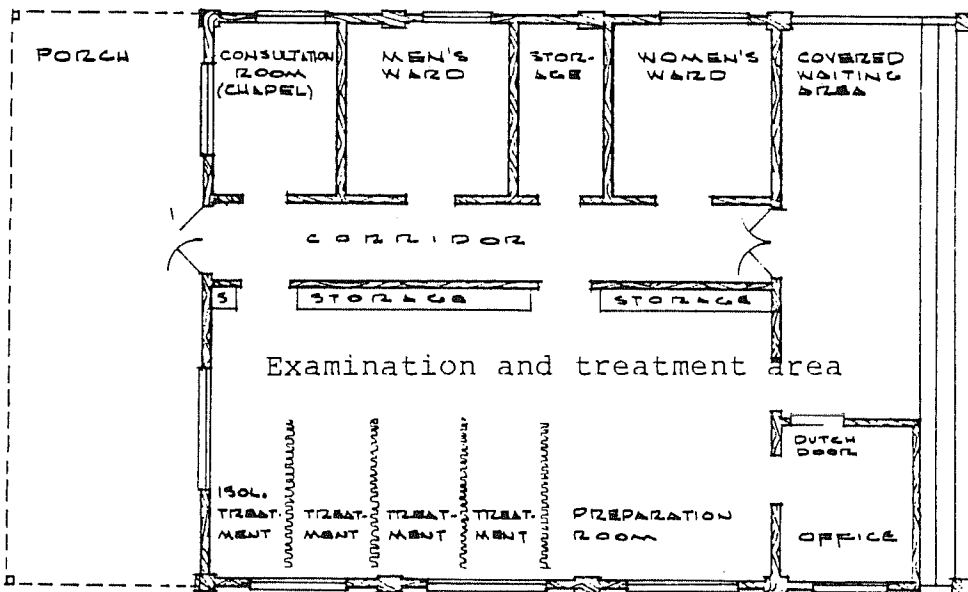 PORCH
CONSULTATION
ROOM
(CHAPEL)
MEN'S
WARD
STOR-
AGE
WOMEN'S
WARD
COVERED
WAITING
AREA
CORRIDOR
S
STORAGE
STORAGE
Examination and treatment area
DUTCH
DOOR
ISOL.
TREAT-
MENT
TREAT-
MENT
TREAT-
MENT
TREAT-
MENT
PREPARATION
ROOM
OFFICE